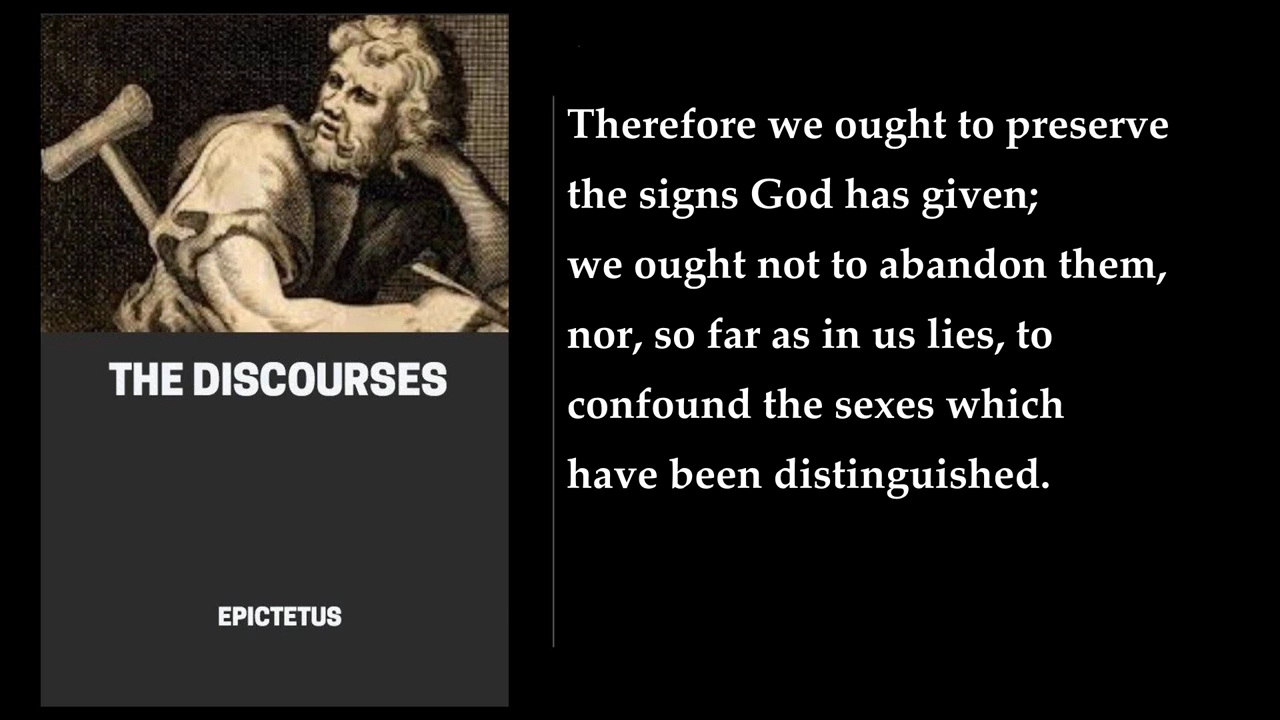 THE DISCOURSES
EPICTETUS
Therefore we ought to preserve
the signs God has given;
we ought not to abandon them,
nor, so far as in us lies, to
confound the sexes which
have been distinguished.